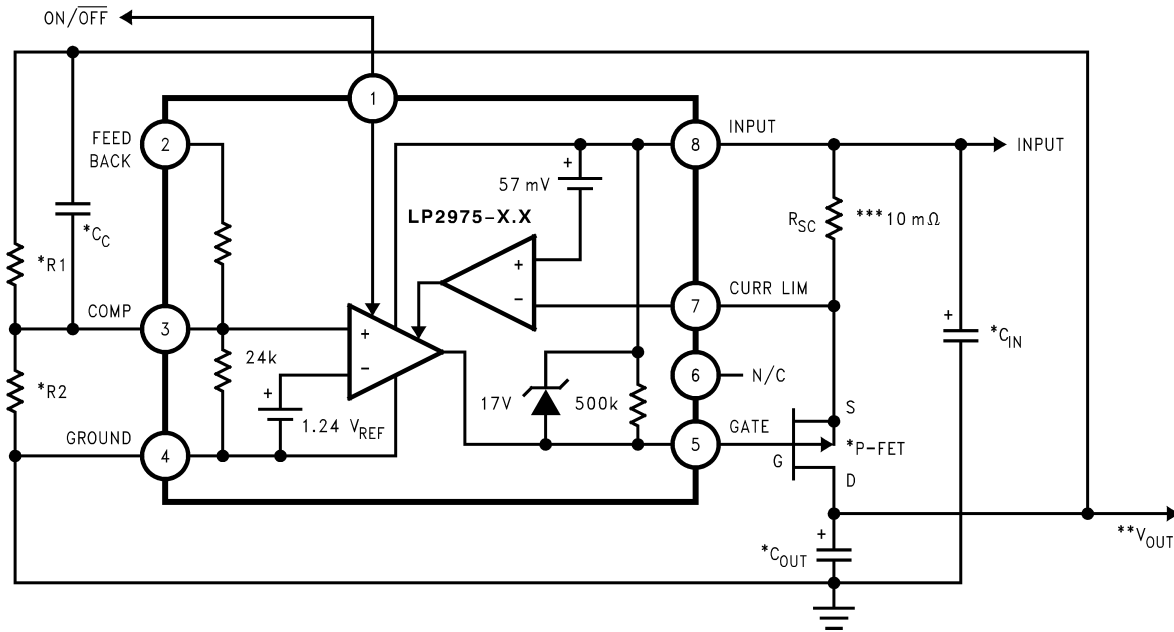 ON/OFF
1
FEED
BACK
2
8
INPUT
INPUT
+
57 mV
LP2975-X.X
R_SC
***10 mΩ
*C_C
*R1
+
-
7
CURR LIM
+
*C_IN
COMP
3
+
-
24k
6
N/C
*R2
+
1.24 V_REF
17V
500k
S
GROUND
4
5
GATE
G
*P-FET
D
+
*C_OUT
**V_OUT